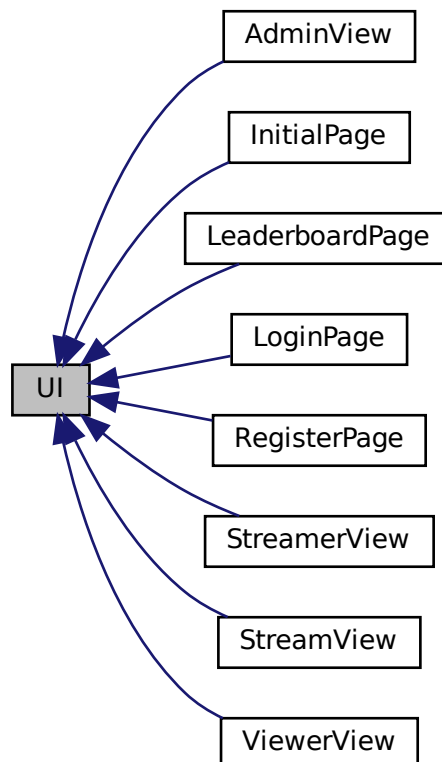 AdminView
InitialPage
LeaderboardPage
LoginPage
UI
RegisterPage
StreamerView
StreamView
ViewerView